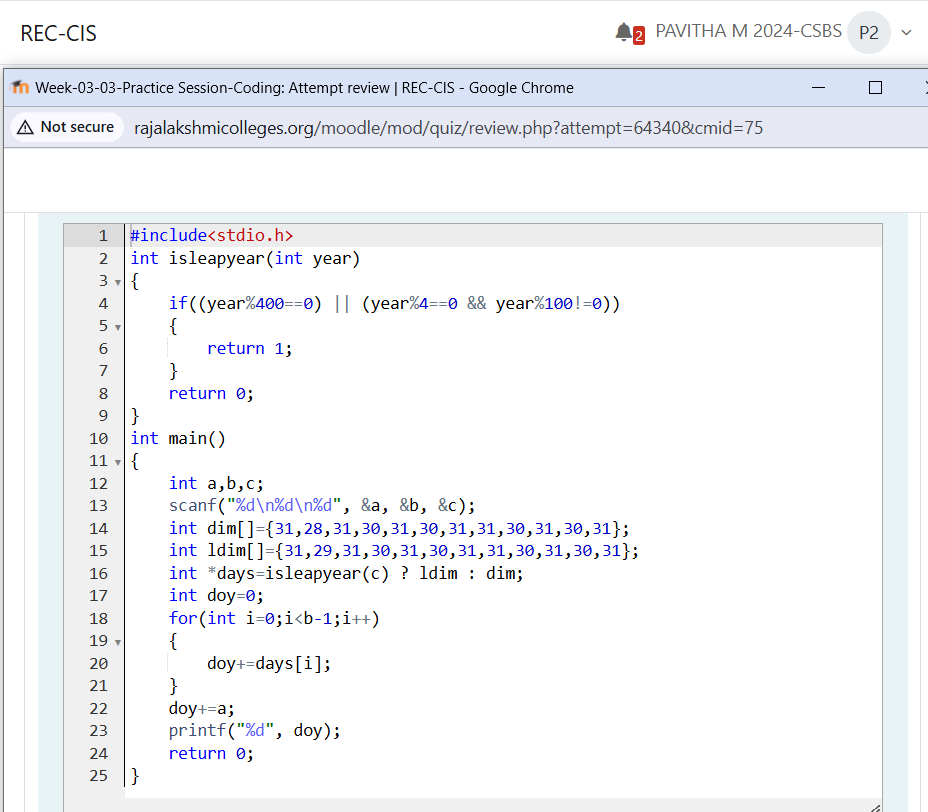 REC-CIS
2 PAVITHA M 2024-CSBS P2
Week-03-03-Practice Session-Coding: Attempt review | REC-CIS - Google Chrome
Not secure rajalakshmicolleges.org/moodle/mod/quiz/review.php?attempt=64340&cmid=75
1 #include<stdio.h>
2 int isleapyear(int year)
3 {
4     if((year%400==0) || (year%4==0 && year%100!=0))
5     {
6         return 1;
7     }
8     return 0;
9 }
10 int main()
11 {
12     int a,b,c;
13     scanf("%d\n%d\n%d", &a, &b, &c);
14     int dim[]={31,28,31,30,31,30,31,31,30,31,30,31};
15     int ldim[]={31,29,31,30,31,30,31,31,30,31,30,31};
16     int *days=isleapyear(c) ? ldim : dim;
17     int doy=0;
18     for(int i=0;i<b-1;i++)
19     {
20         doy+=days[i];
21     }
22     doy+=a;
23     printf("%d", doy);
24     return 0;
25 }